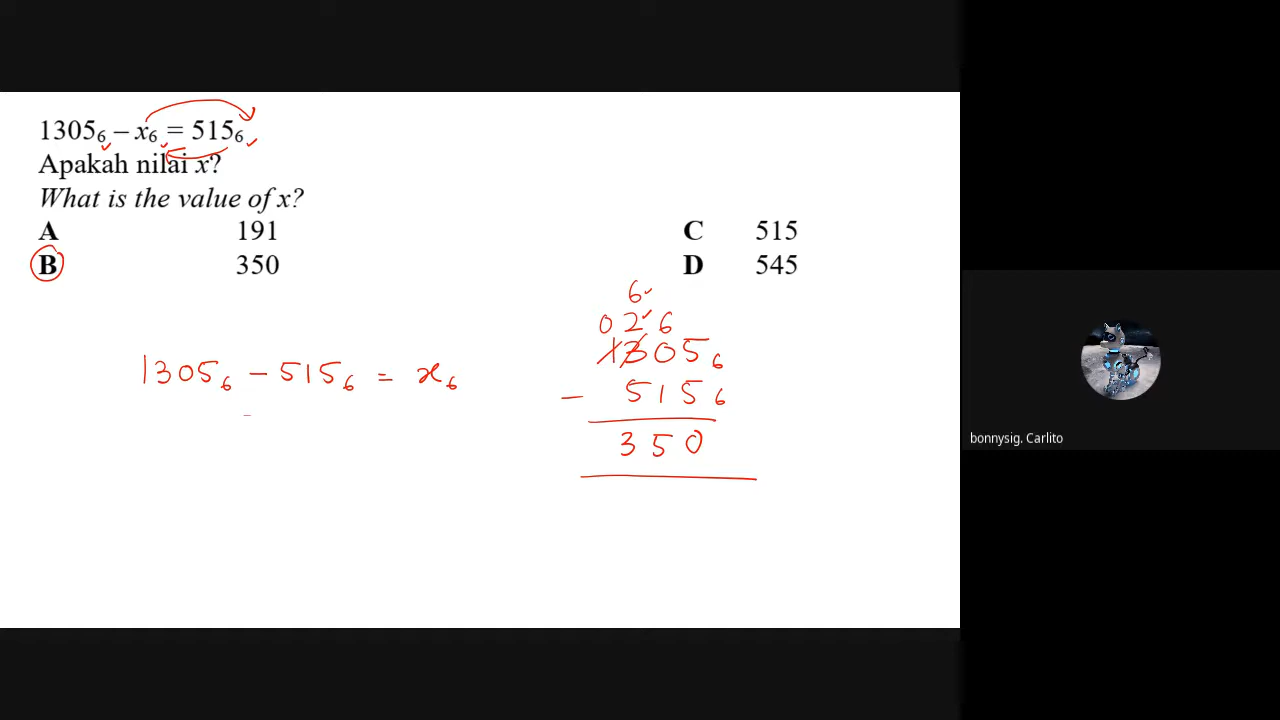 1305₆ – x₆ = 515₆
Apakah nilai x?
What is the value of x?
A 191
B 350
C 515
D 545
1305₆ – 515₆ = x₆
6
0 2 6
1305₆
– 515₆
350
bonnysig. Carlito